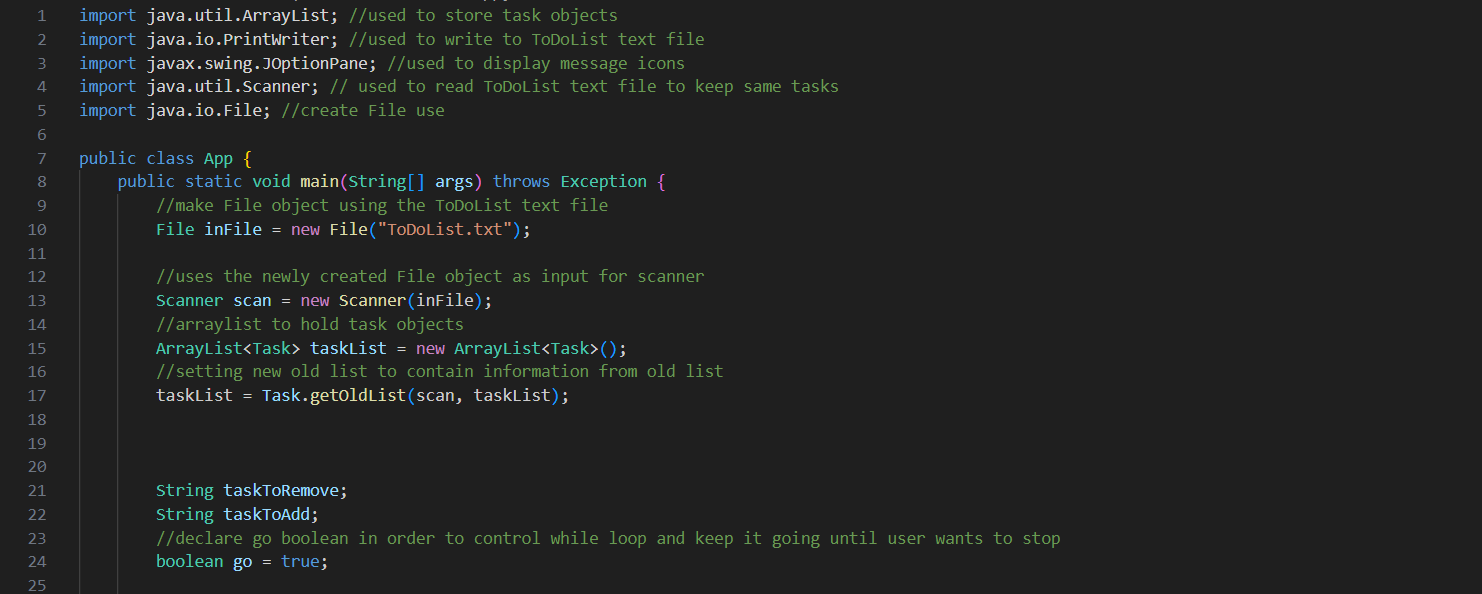 1 import java.util.ArrayList; //used to store task objects
2 import java.io.PrintWriter; //used to write to ToDoList text file
3 import javax.swing.JOptionPane; //used to display message icons
4 import java.util.Scanner; // used to read ToDoList text file to keep same tasks
5 import java.io.File; //create File use
6
7 public class App {
8     public static void main(String[] args) throws Exception {
9         //make File object using the ToDoList text file
10         File inFile = new File("ToDoList.txt");
11
12         //uses the newly created File object as input for scanner
13         Scanner scan = new Scanner(inFile);
14         //arraylist to hold task objects
15         ArrayList<Task> taskList = new ArrayList<Task>();
16         //setting new old list to contain information from old list
17         taskList = Task.getOldList(scan, taskList);
18
19
20
21         String taskToRemove;
22         String taskToAdd;
23         //declare go boolean in order to control while loop and keep it going until user wants to stop
24         boolean go = true;
25